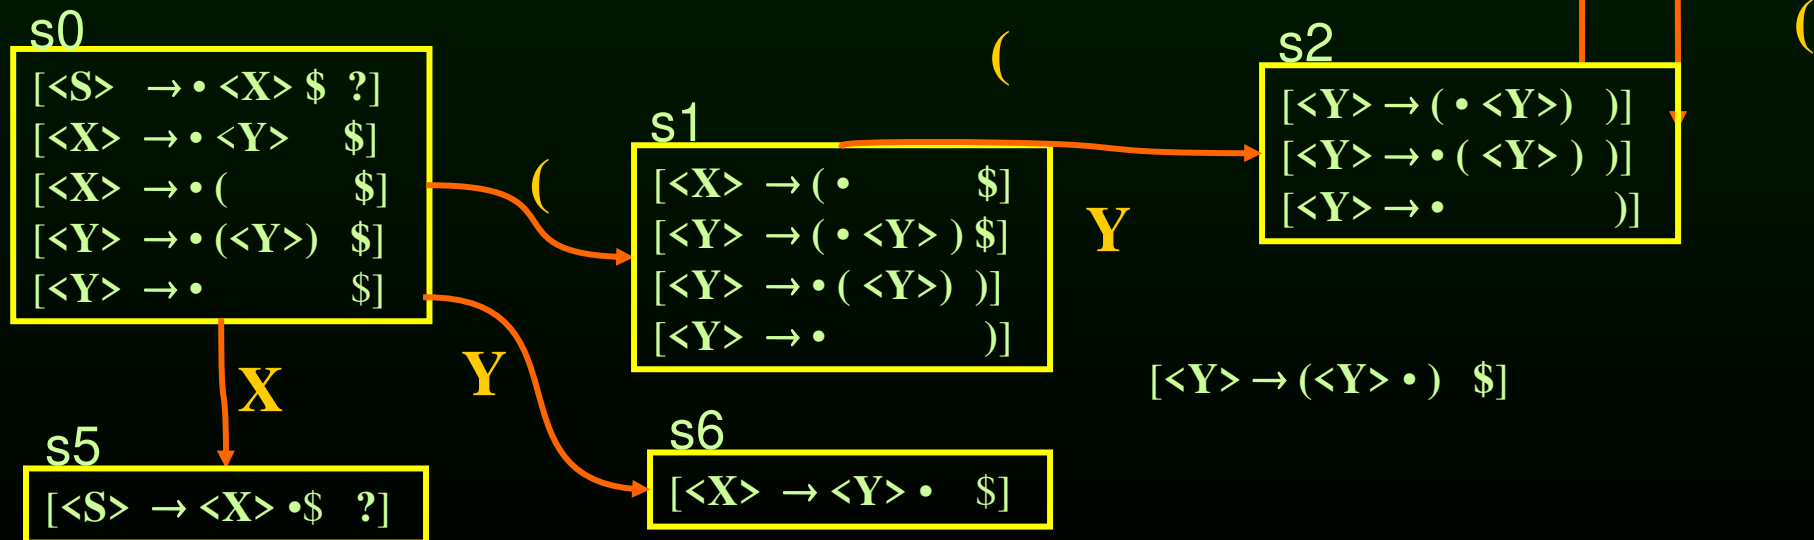 s0
[<S> → • <X> $ ?]
[<X> → • <Y> $]
[<X> → • ( $]
[<Y> → • (<Y>) $]
[<Y> → • $]
(
X
Y
s1
[<X> → ( • $]
[<Y> → ( • <Y> ) $]
[<Y> → • ( <Y>) )]
[<Y> → • )]
(
Y
s2
[<Y> → ( • <Y>) )]
[<Y> → • ( <Y> ) )]
[<Y> → • )]
(
[<Y> → (<Y> • ) $]
s5
[<S> → <X> •$ ?]
s6
[<X> → <Y> • $]